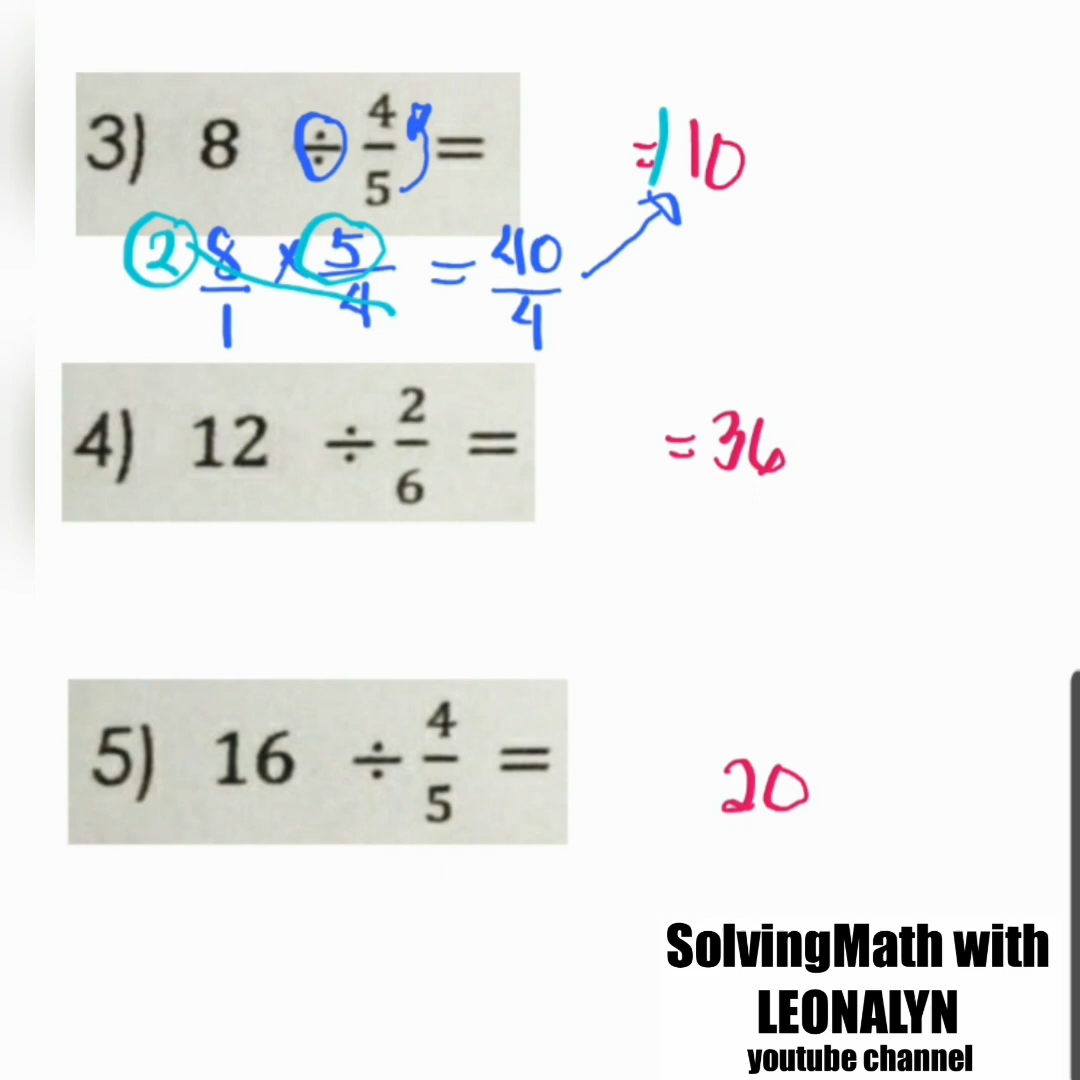 3) 8 ÷ 4/5 = = 10
2 8/1 × 5/4 = 40/4
4) 12 ÷ 2/6 = = 36
5) 16 ÷ 4/5 = 20
SolvingMath with
LEONALYN
youtube channel